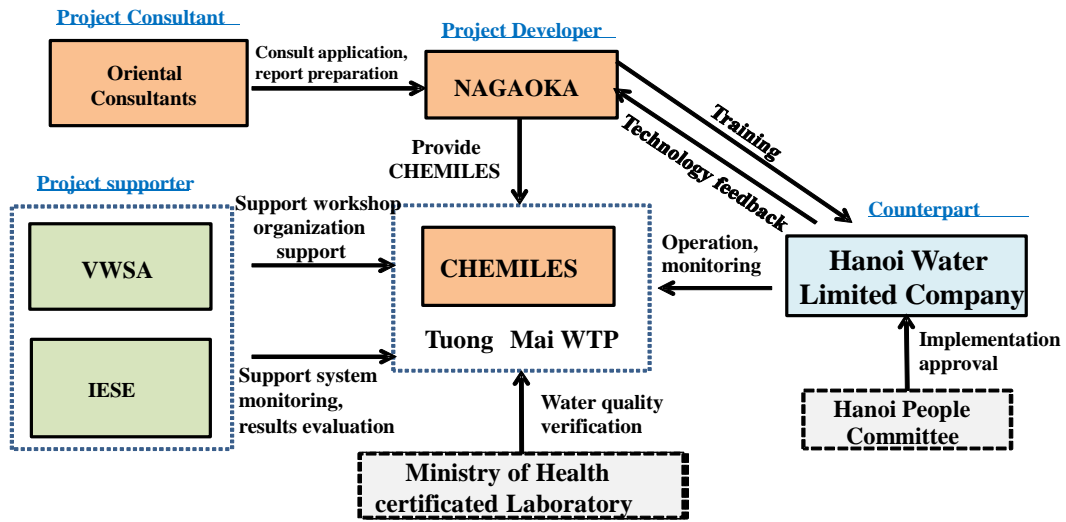 Project Consultant
Project Developer
Oriental
Consultants
Consult application,
report preparation
NAGAOKA
Training
Technology feedback
Provide
CHEMILES
Project supporter
Counterpart
VWSA
Support workshop
organization
support
CHEMILES
Operation,
monitoring
Hanoi Water
Limited Company
Tuong Mai WTP
IESE
Support system
monitoring,
results evaluation
Implementation
approval
Water quality
verification
Hanoi People
Committee
Ministry of Health
certificated Laboratory